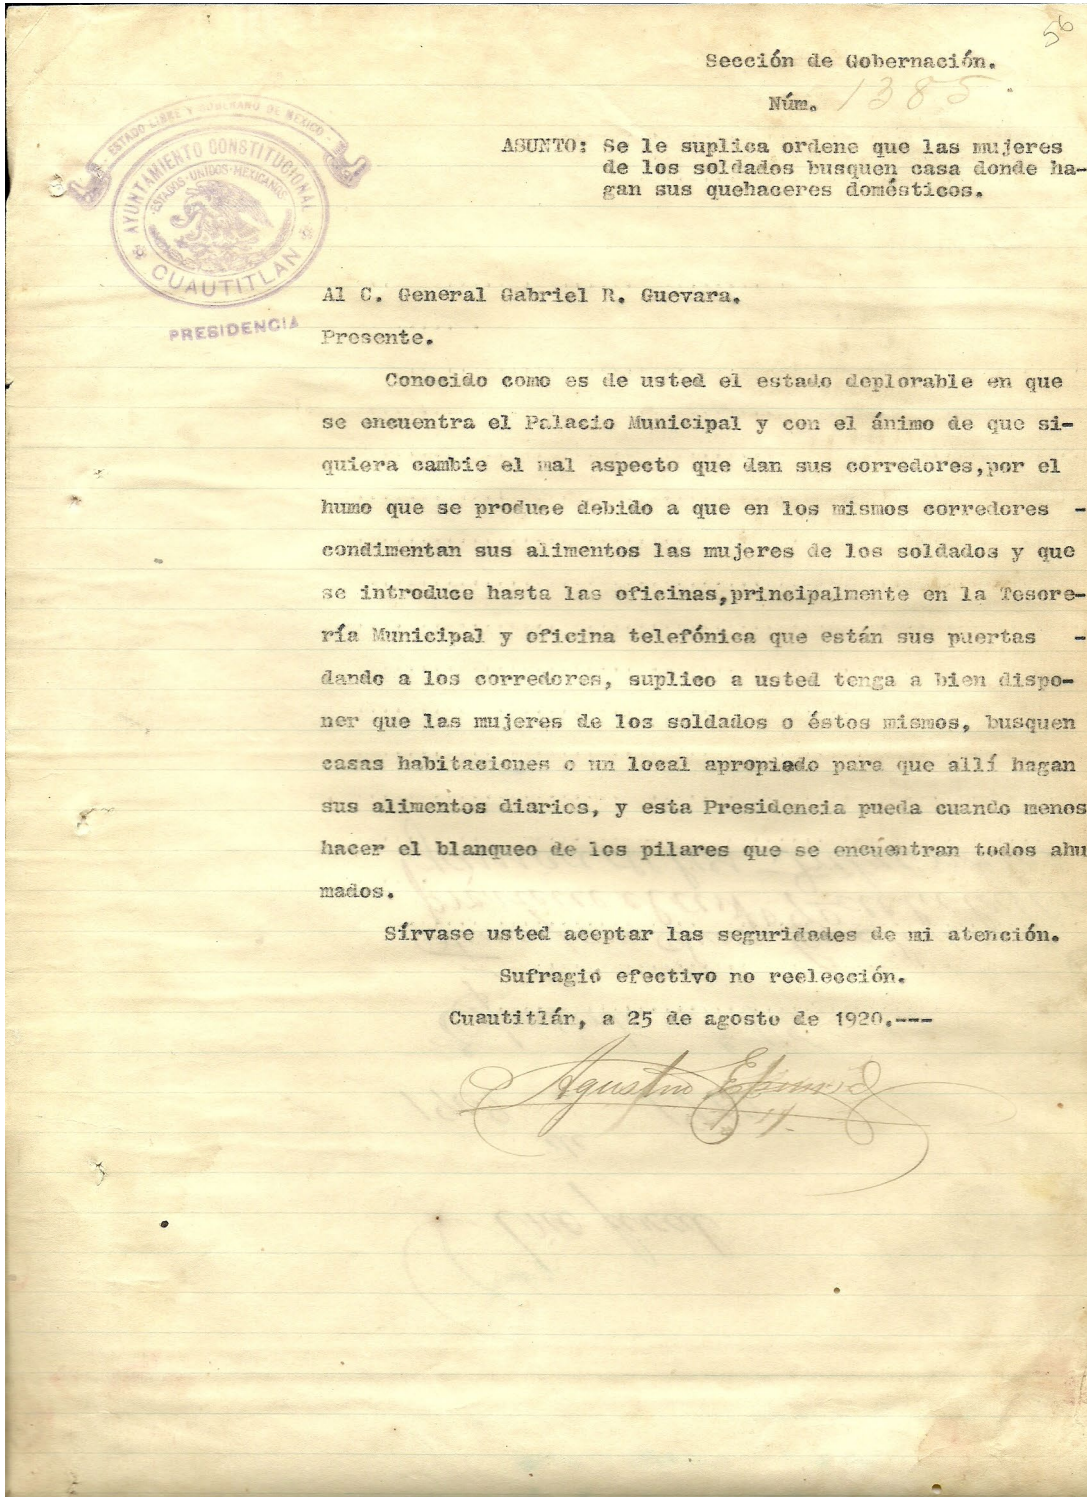 56
Sección de Gobernación.
Núm. 1385
ESTADO LIBRE Y SOBERANO DE MEXICO
AYUNTAMIENTO CONSTITUCIONAL
ESTADOS·UNIDOS·MEXICANOS
CUAUTITLAN
PRESIDENCIA
ASUNTO: Se le suplica ordene que las mujeres
de los soldados busquen casa donde ha-
gan sus quehaceres domésticos.
Al C. General Gabriel R. Guevara.
Presente.
Conocido como es de usted el estado deplorable en que
se encuentra el Palacio Municipal y con el ánimo de que si-
quiera cambie el mal aspecto que dan sus corredores,por el
humo que se produce debido a que en los mismos corredores -
condimentan sus alimentos las mujeres de los soldados y que
se introduce hasta las oficinas,principalmente en la Tesore-
ría Municipal y oficina telefónica que están sus puertas -
dando a los corredores, suplico a usted tenga a bien dispo-
ner que las mujeres de los soldados o éstos mismos, busquen
casas habitaciones o un local apropiado para que allí hagan
sus alimentos diarios, y esta Presidencia pueda cuando menos
hacer el blanqueo de los pilares que se encuentran todos ahu
mados.
Sírvase usted aceptar las seguridades de mi atención.
Sufragio efectivo no reelección.
Cuautitlán, a 25 de agosto de 1920.---
Agustín